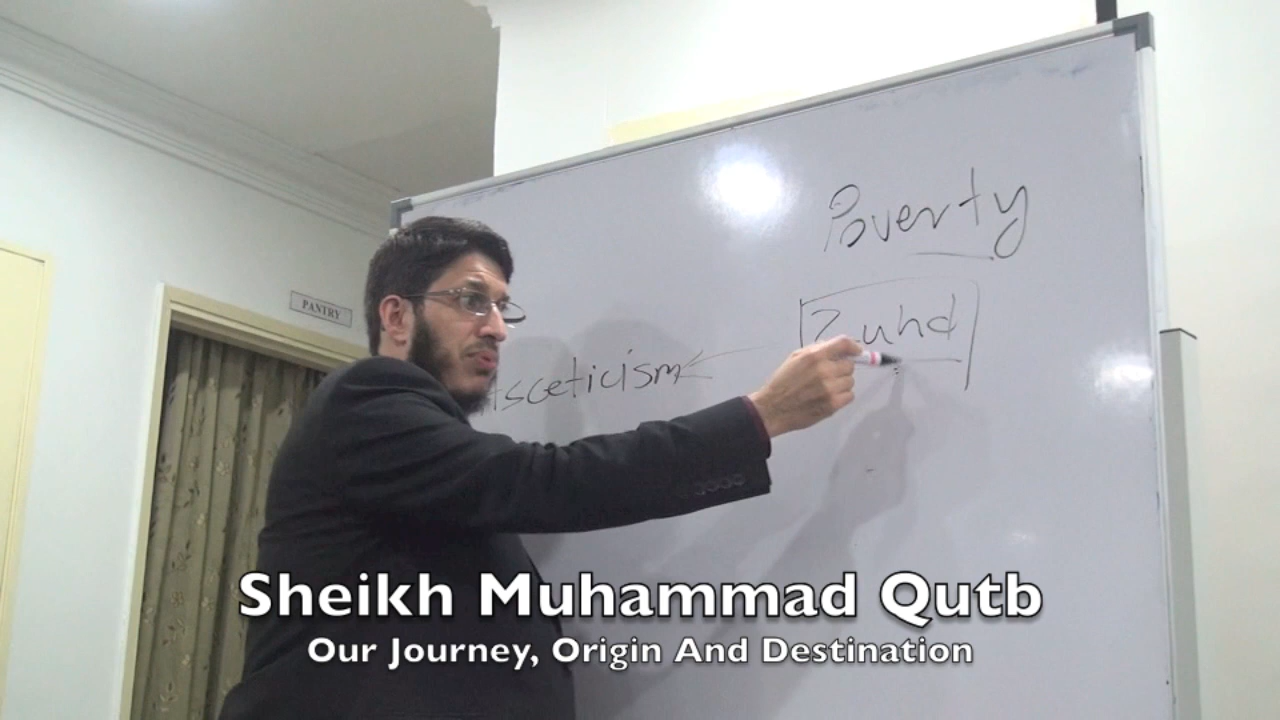 Poverty
PANTRY
Zuhd
Asceticism
Sheikh Muhammad Qutb
Our Journey, Origin And Destination